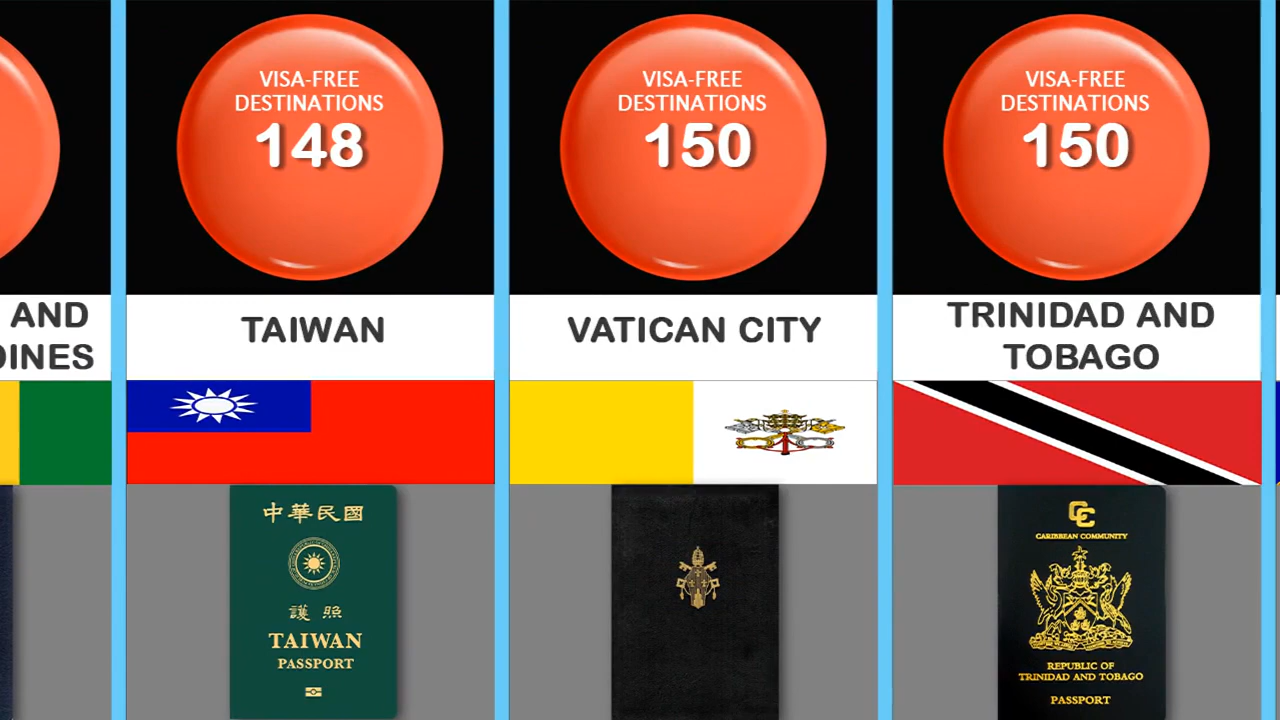 AND
DINES
VISA-FREE
DESTINATIONS
148
TAIWAN
中華民國
護照
TAIWAN
PASSPORT
VISA-FREE
DESTINATIONS
150
VATICAN CITY
VISA-FREE
DESTINATIONS
150
TRINIDAD AND
TOBAGO
CC
CARIBBEAN COMMUNITY
REPUBLIC OF
TRINIDAD AND TOBAGO
PASSPORT